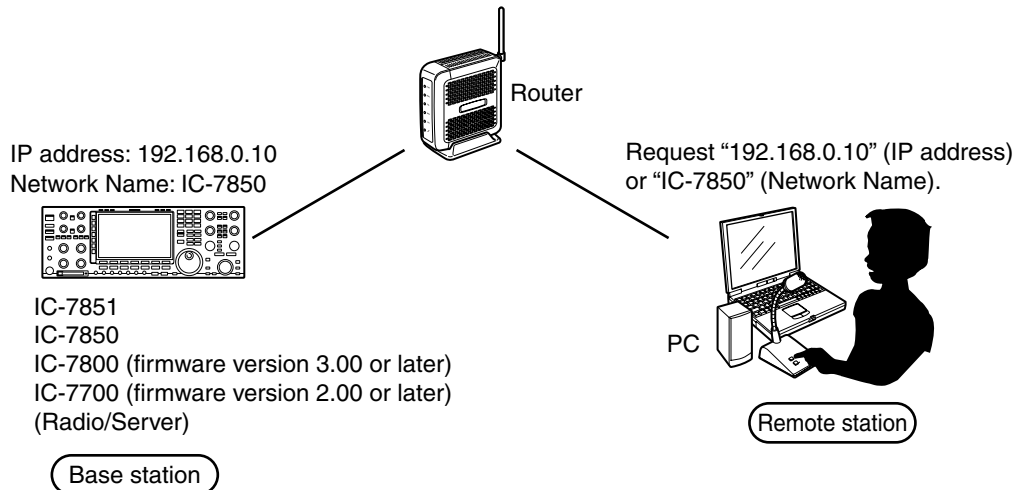 Router
IP address: 192.168.0.10
Network Name: IC-7850
Request “192.168.0.10” (IP address)
or “IC-7850” (Network Name).
IC-7851
IC-7850
IC-7800 (firmware version 3.00 or later)
IC-7700 (firmware version 2.00 or later)
(Radio/Server)
Base station
PC
Remote station